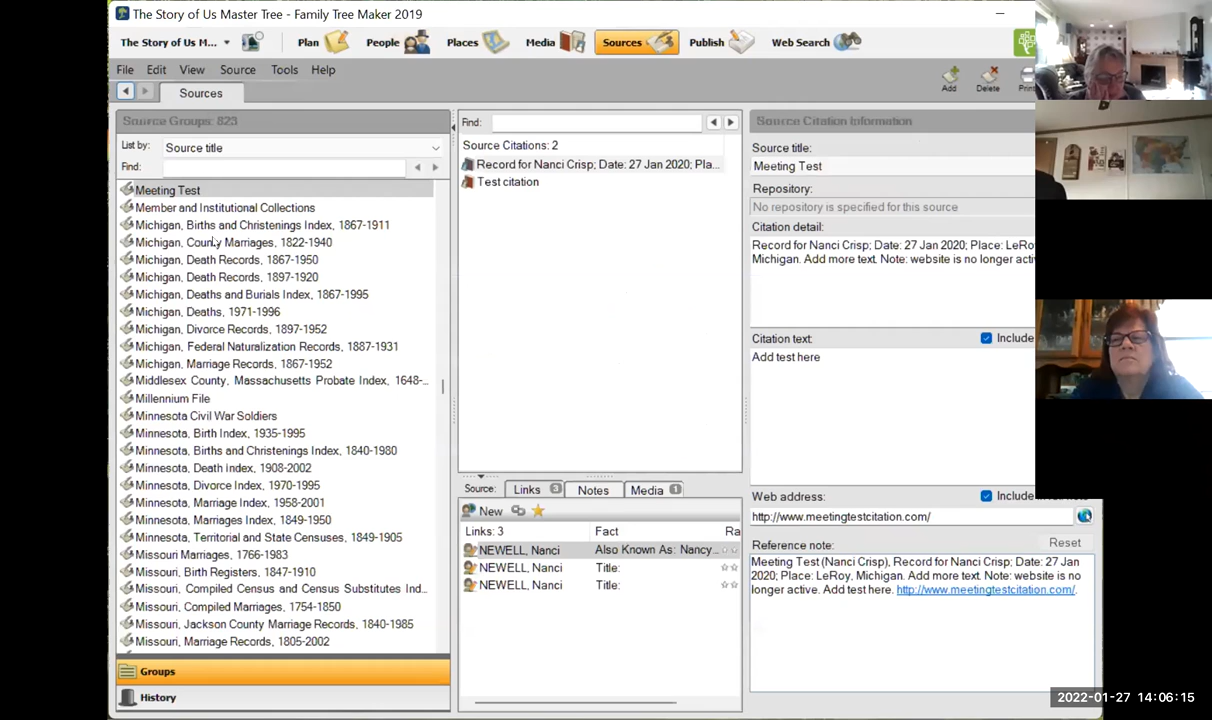 The Story of Us Master Tree - Family Tree Maker 2019
The Story of Us M... Plan People Places Media Sources Publish Web Search
File Edit View Source Tools Help
Add Delete Prin
Sources
Source Groups: 823
List by: Source title
Find:
Meeting Test
Member and Institutional Collections
Michigan, Births and Christenings Index, 1867-1911
Michigan, County Marriages, 1822-1940
Michigan, Death Records, 1867-1950
Michigan, Death Records, 1897-1920
Michigan, Deaths and Burials Index, 1867-1995
Michigan, Deaths, 1971-1996
Michigan, Divorce Records, 1897-1952
Michigan, Federal Naturalization Records, 1887-1931
Michigan, Marriage Records, 1867-1952
Middlesex County, Massachusetts Probate Index, 1648-...
Millennium File
Minnesota Civil War Soldiers
Minnesota, Birth Index, 1935-1995
Minnesota, Births and Christenings Index, 1840-1980
Minnesota, Death Index, 1908-2002
Minnesota, Divorce Index, 1970-1995
Minnesota, Marriage Index, 1958-2001
Minnesota, Marriages Index, 1849-1950
Minnesota, Territorial and State Censuses, 1849-1905
Missouri Marriages, 1766-1983
Missouri, Birth Registers, 1847-1910
Missouri, Compiled Census and Census Substitutes Ind...
Missouri, Compiled Marriages, 1754-1850
Missouri, Jackson County Marriage Records, 1840-1985
Missouri, Marriage Records, 1805-2002
Groups
History
Find:
Source Citations: 2
Record for Nanci Crisp; Date: 27 Jan 2020; Pla...
Test citation
Source: Links 3 Notes Media 1
New
Links: 3 Fact Ra
NEWELL, Nanci Also Known As: Nancy...
NEWELL, Nanci Title:
NEWELL, Nanci Title:
Source Citation Information
Source title:
Meeting Test
Repository:
No repository is specified for this source
Citation detail:
Record for Nanci Crisp; Date: 27 Jan 2020; Place: LeRo
Michigan. Add more text. Note: website is no longer acti
Citation text: Include
Add test here
Web address: Include
http://www.meetingtestcitation.com/
Reference note: Reset
Meeting Test (Nanci Crisp), Record for Nanci Crisp; Date: 27 Jan
2020; Place: LeRoy, Michigan. Add more text. Note: website is no
longer active. Add test here. http://www.meetingtestcitation.com/.
2022-01-27 14:06:15